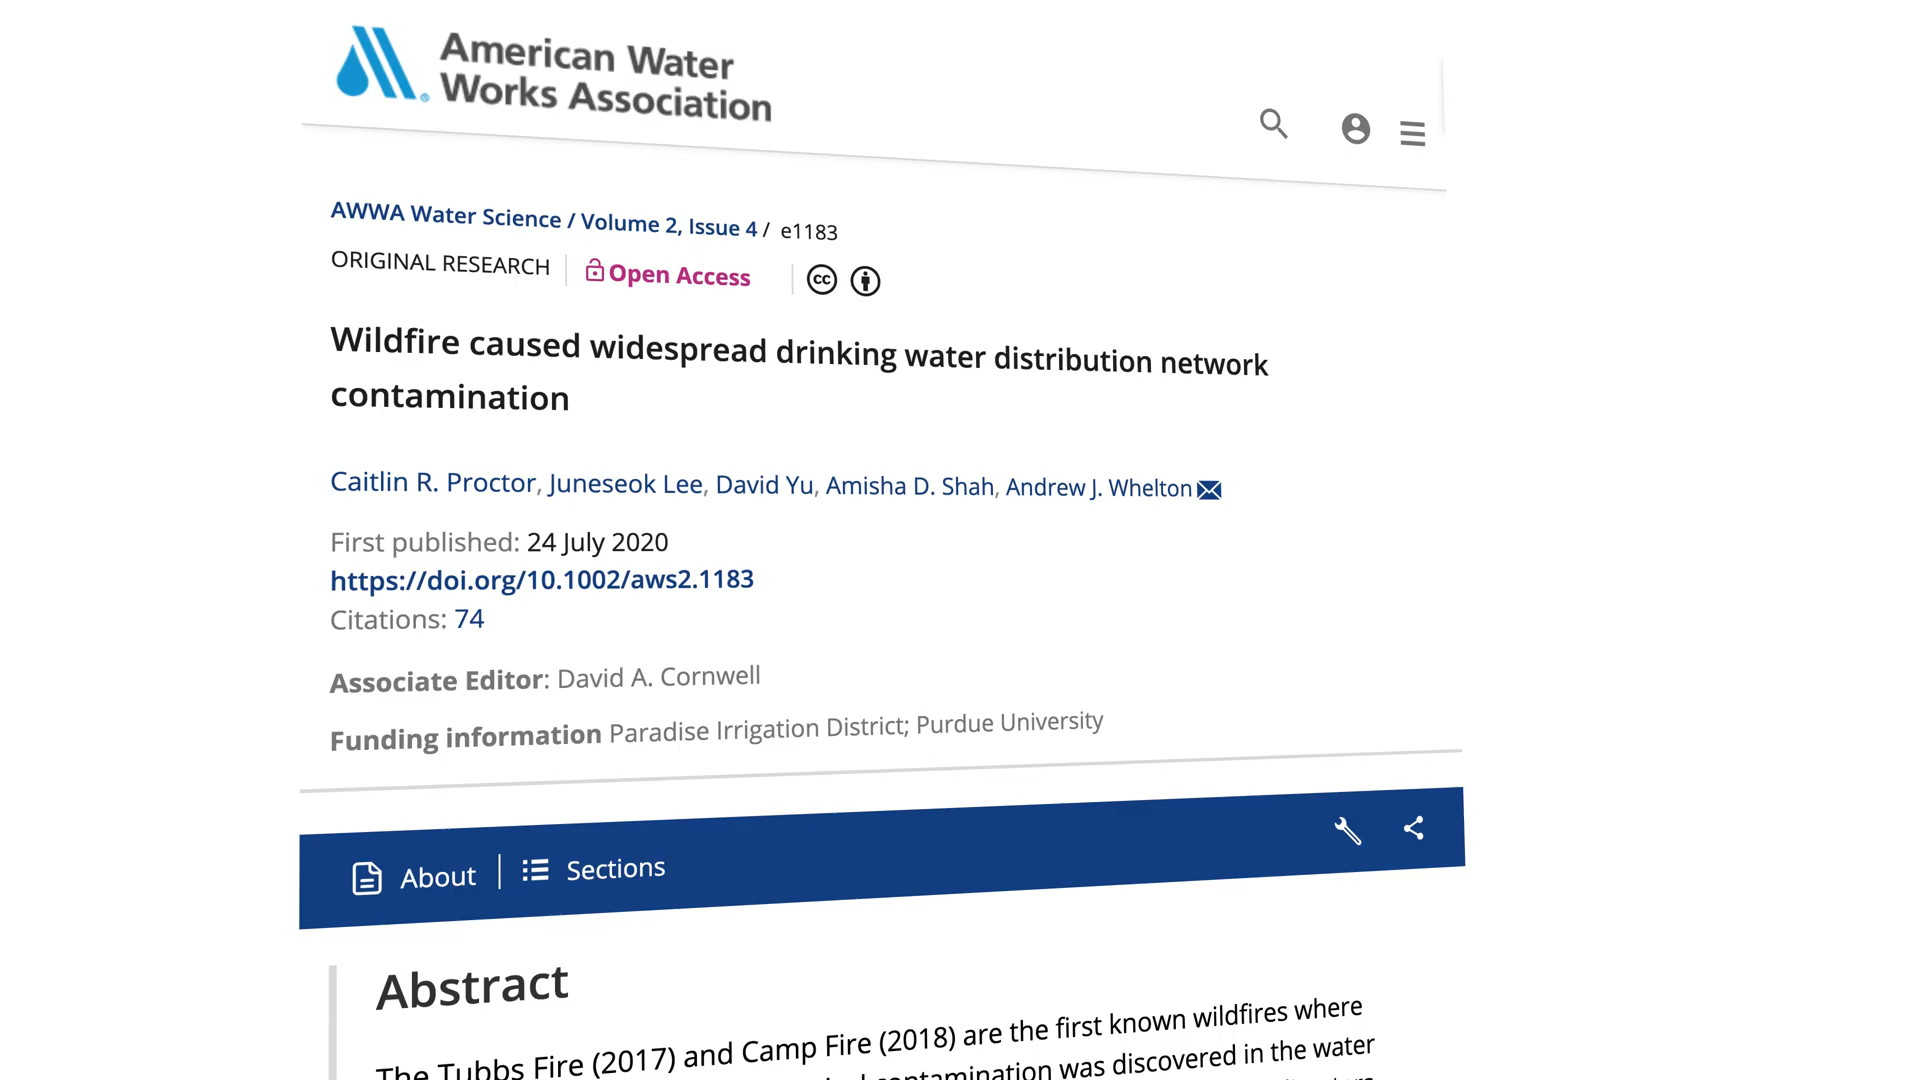 American Water
Works Association
AWWA Water Science / Volume 2, Issue 4 / e1183
ORIGINAL RESEARCH Open Access
Wildfire caused widespread drinking water distribution network
contamination
Caitlin R. Proctor, Juneseok Lee, David Yu, Amisha D. Shah, Andrew J. Whelton
First published: 24 July 2020
https://doi.org/10.1002/aws2.1183
Citations: 74
Associate Editor: David A. Cornwell
Funding information Paradise Irrigation District; Purdue University
About Sections
Abstract
The Tubbs Fire (2017) and Camp Fire (2018) are the first known wildfires where
contamination was discovered in the water